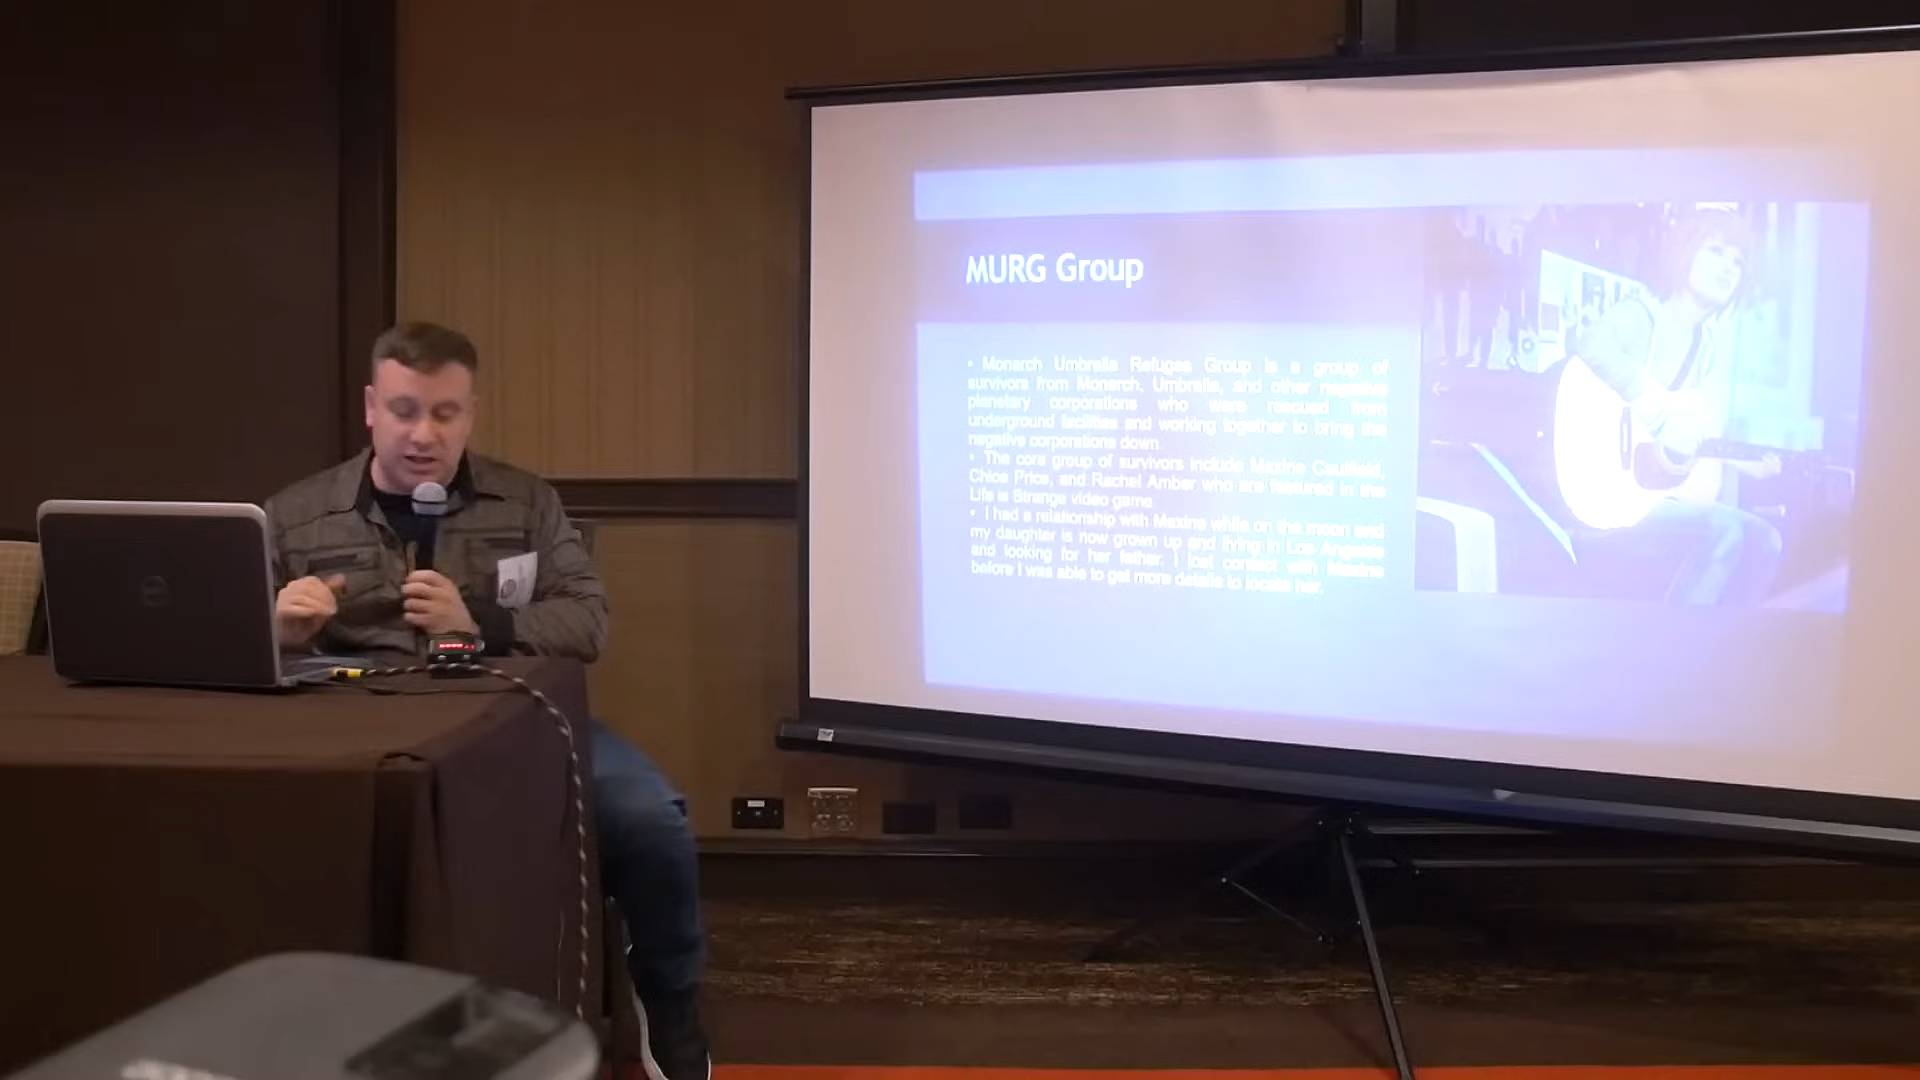 MURG Group
• Monarch Umbrella Refugee Group is a group of
survivors from Monarch, Umbrella, and other negative
planetary corporations who were rescued from
underground facilities and working together to bring the
negative corporations down
• The core group of survivors include Maxine Caulfield,
Chloe Price, and Rachel Amber who are featured in the
Life is Strange video game
• I had a relationship with Maxine while on the moon and
my daughter is now grown up and living in Los Angeles
and looking for her father. I lost contact with Maxine
before I was able to get more details to locate her.